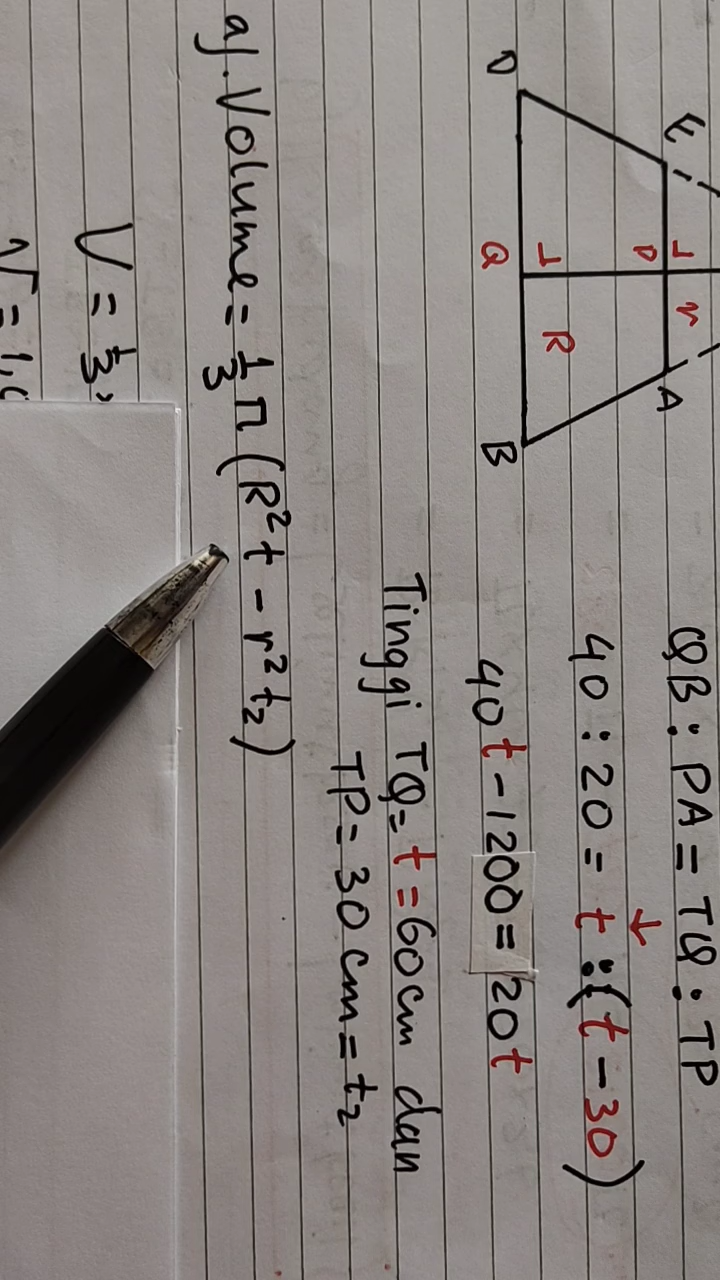 E
P
r
A
D
Q
R
B
QB : PA = TQ : TP
40 : 20 = t : (t - 30)
40t - 1200 = 20t
Tinggi TQ = t = 60 cm dan
TP = 30 cm = t₂
a). Volume = 1/3 π (R²t - r²t₂)
V = 1/3
V = 1,